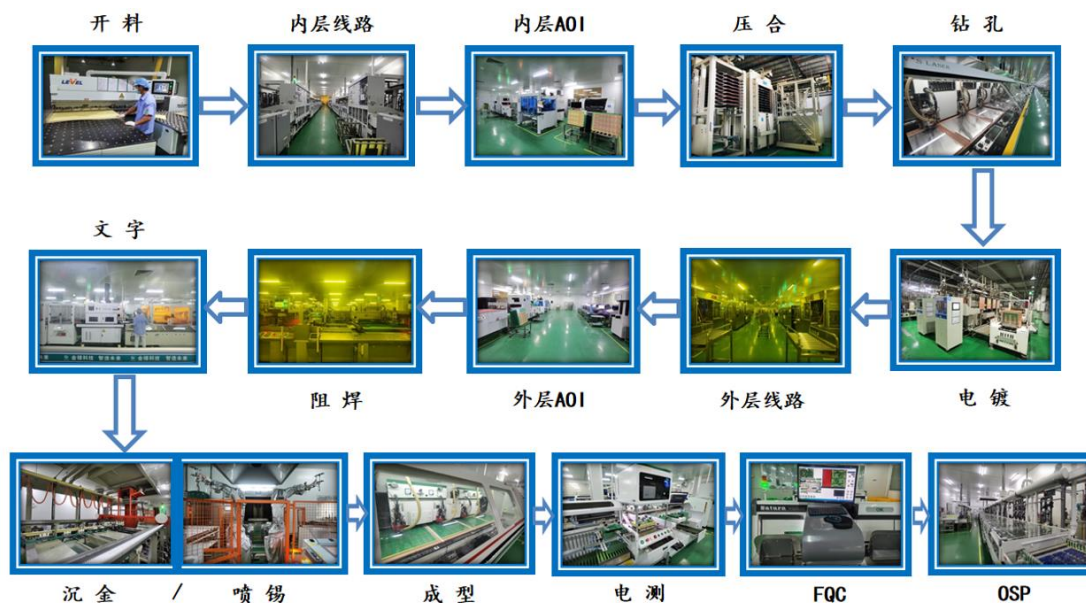 开 料
内层线路
内层AOI
压 合
钻 孔
LEVEL
文 字
阻 焊
外层AOI
外层线路
电 镀
沉 金 / 喷 锡
成 型
电 测
FQC
OSP